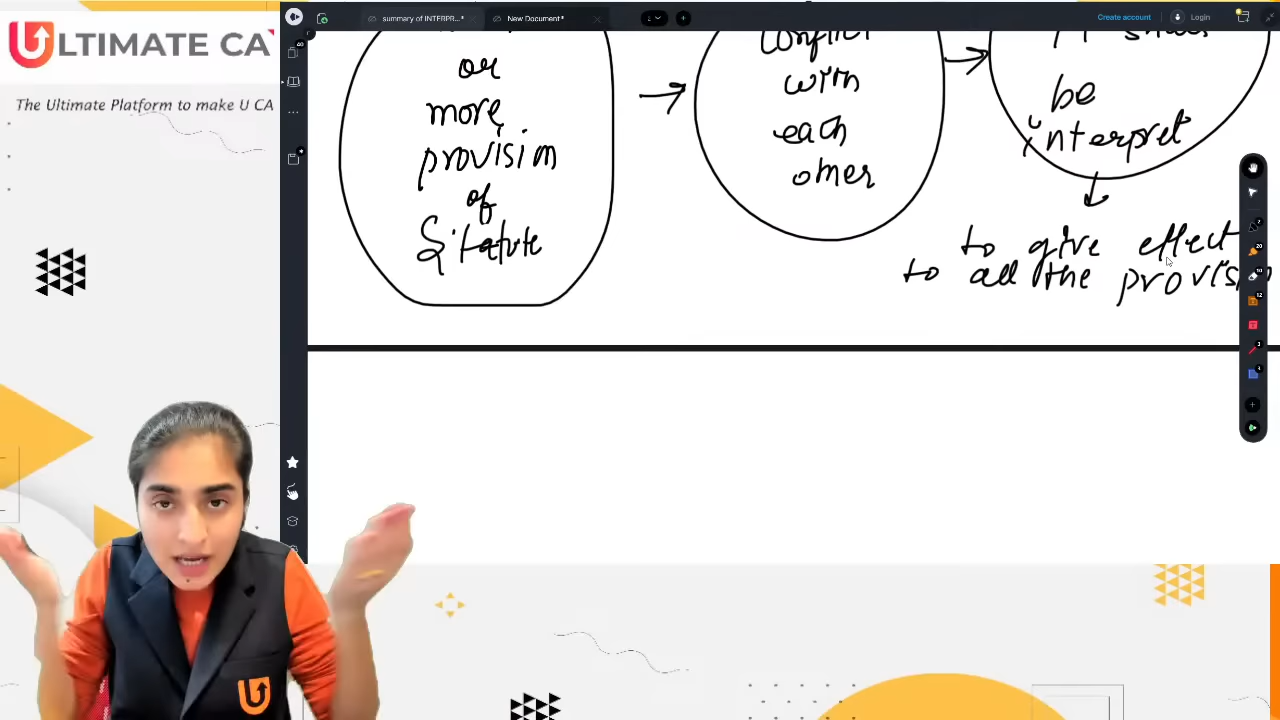 ULTIMATE CA
The Ultimate Platform to make U CA
summary of INTERPR...*
New Document*
Create account
Login
or
more
provision
of
Statute
conflict
with
each
other
be
interpret
to give effect
to all the provision